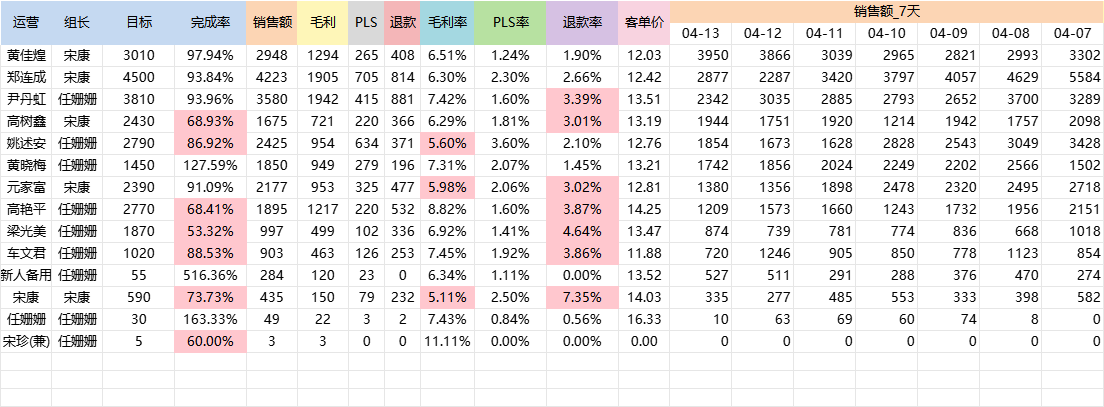 运营 组长 目标 完成率 销售额 毛利 PLS 退款 毛利率 PLS率 退款率 客单价 销售额_7天
04-13 04-12 04-11 04-10 04-09 04-08 04-07
黄佳煌 宋康 3010 97.94% 2948 1294 265 408 6.51% 1.24% 1.90% 12.03 3950 3866 3039 2965 2821 2993 3302
郑连成 宋康 4500 93.84% 4223 1905 705 814 6.30% 2.30% 2.66% 12.42 2877 2287 3420 3797 4057 4629 5584
尹丹虹 任姗姗 3810 93.96% 3580 1942 415 881 7.42% 1.60% 3.39% 13.51 2342 3035 2885 2793 2652 3700 3289
高树鑫 宋康 2430 68.93% 1675 721 220 366 6.29% 1.81% 3.01% 13.19 1944 1751 1920 1214 1942 1757 2098
姚述安 任姗姗 2790 86.92% 2425 954 634 371 5.60% 3.60% 2.10% 12.76 1854 1673 1628 2828 2543 3049 3428
黄晓梅 任姗姗 1450 127.59% 1850 949 279 196 7.31% 2.07% 1.45% 13.21 1742 1856 2024 2249 2202 2566 1502
元家富 宋康 2390 91.09% 2177 953 325 477 5.98% 2.06% 3.02% 12.81 1380 1356 1898 2478 2320 2495 2718
高艳平 任姗姗 2770 68.41% 1895 1217 220 532 8.82% 1.60% 3.87% 14.25 1209 1573 1660 1243 1732 1956 2151
梁光美 任姗姗 1870 53.32% 997 499 102 336 6.92% 1.41% 4.64% 13.47 874 739 781 774 836 668 1018
车文君 任姗姗 1020 88.53% 903 463 126 253 7.45% 1.92% 3.86% 11.88 720 1246 905 850 778 1123 854
新人备用 任姗姗 55 516.36% 284 120 23 0 6.34% 1.11% 0.00% 13.52 527 511 291 288 376 470 274
宋康 宋康 590 73.73% 435 150 79 232 5.11% 2.50% 7.35% 14.03 335 277 485 553 333 398 582
任姗姗 任姗姗 30 163.33% 49 22 3 2 7.43% 0.84% 0.56% 16.33 10 63 69 60 74 8 0
宋珍(兼) 任姗姗 5 60.00% 3 3 0 0 11.11% 0.00% 0.00% 0.00 0 0 0 0 0 0 0